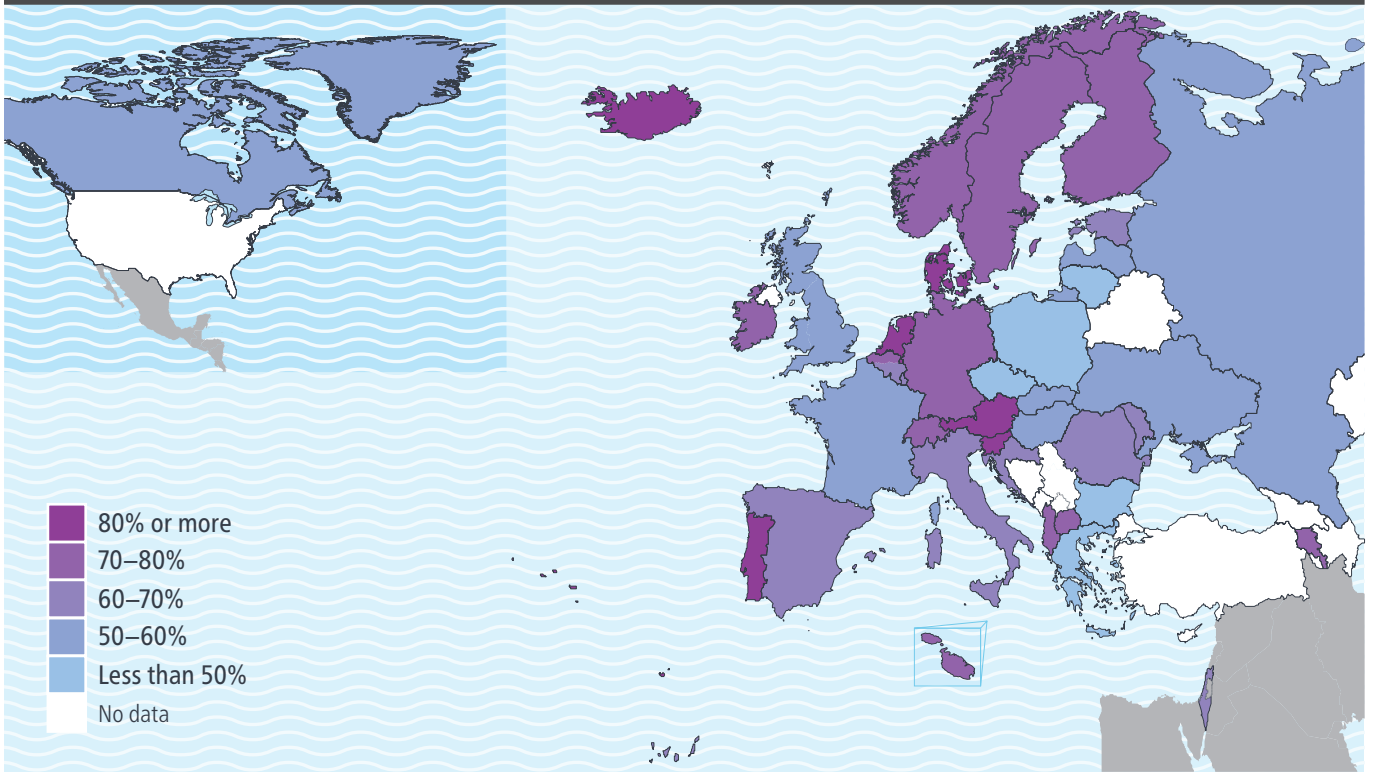 80% or more
70–80%
60–70%
50–60%
Less than 50%
No data